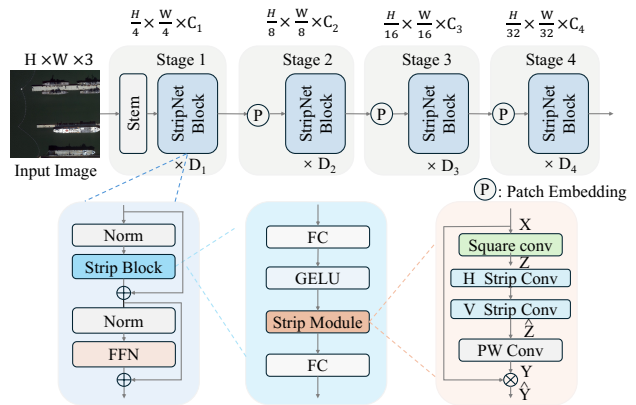 H/4 × W/4 × C₁
H/8 × W/8 × C₂
H/16 × W/16 × C₃
H/32 × W/32 × C₄
H × W × 3
Stage 1
Stage 2
Stage 3
Stage 4
Stem
StripNet
Block
P
StripNet
Block
P
StripNet
Block
P
StripNet
Block
Input Image
× D₁
× D₂
× D₃
× D₄
P : Patch Embedding
Norm
Strip Block
Norm
FFN
FC
GELU
Strip Module
FC
X
Square conv
Z
H Strip Conv
V Strip Conv
Ẑ
PW Conv
Y
Ŷ